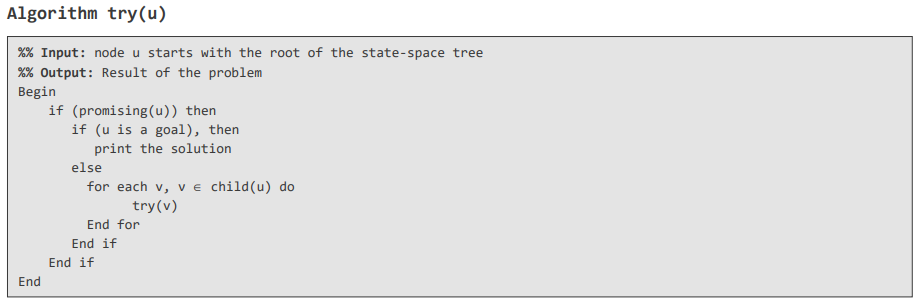 Algorithm try(u)
%% Input: node u starts with the root of the state-space tree
%% Output: Result of the problem
Begin
if (promising(u)) then
if (u is a goal), then
print the solution
else
for each v, v ∈ child(u) do
try(v)
End for
End if
End if
End